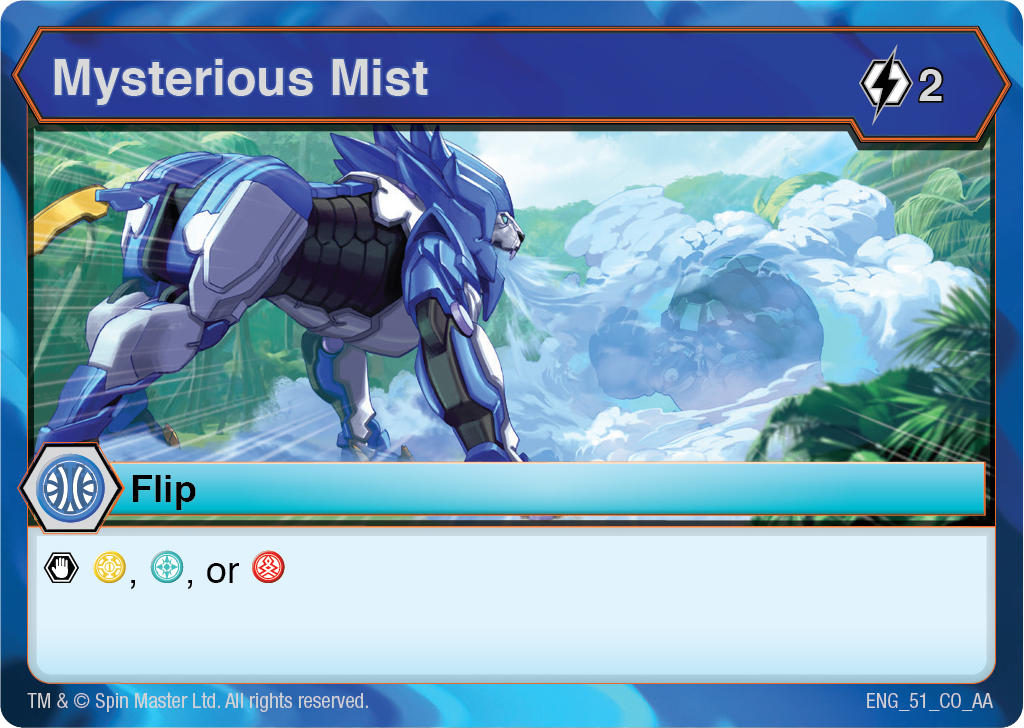 Mysterious Mist
2
Flip
, , or
TM & © Spin Master Ltd. All rights reserved.
ENG_51_CO_AA